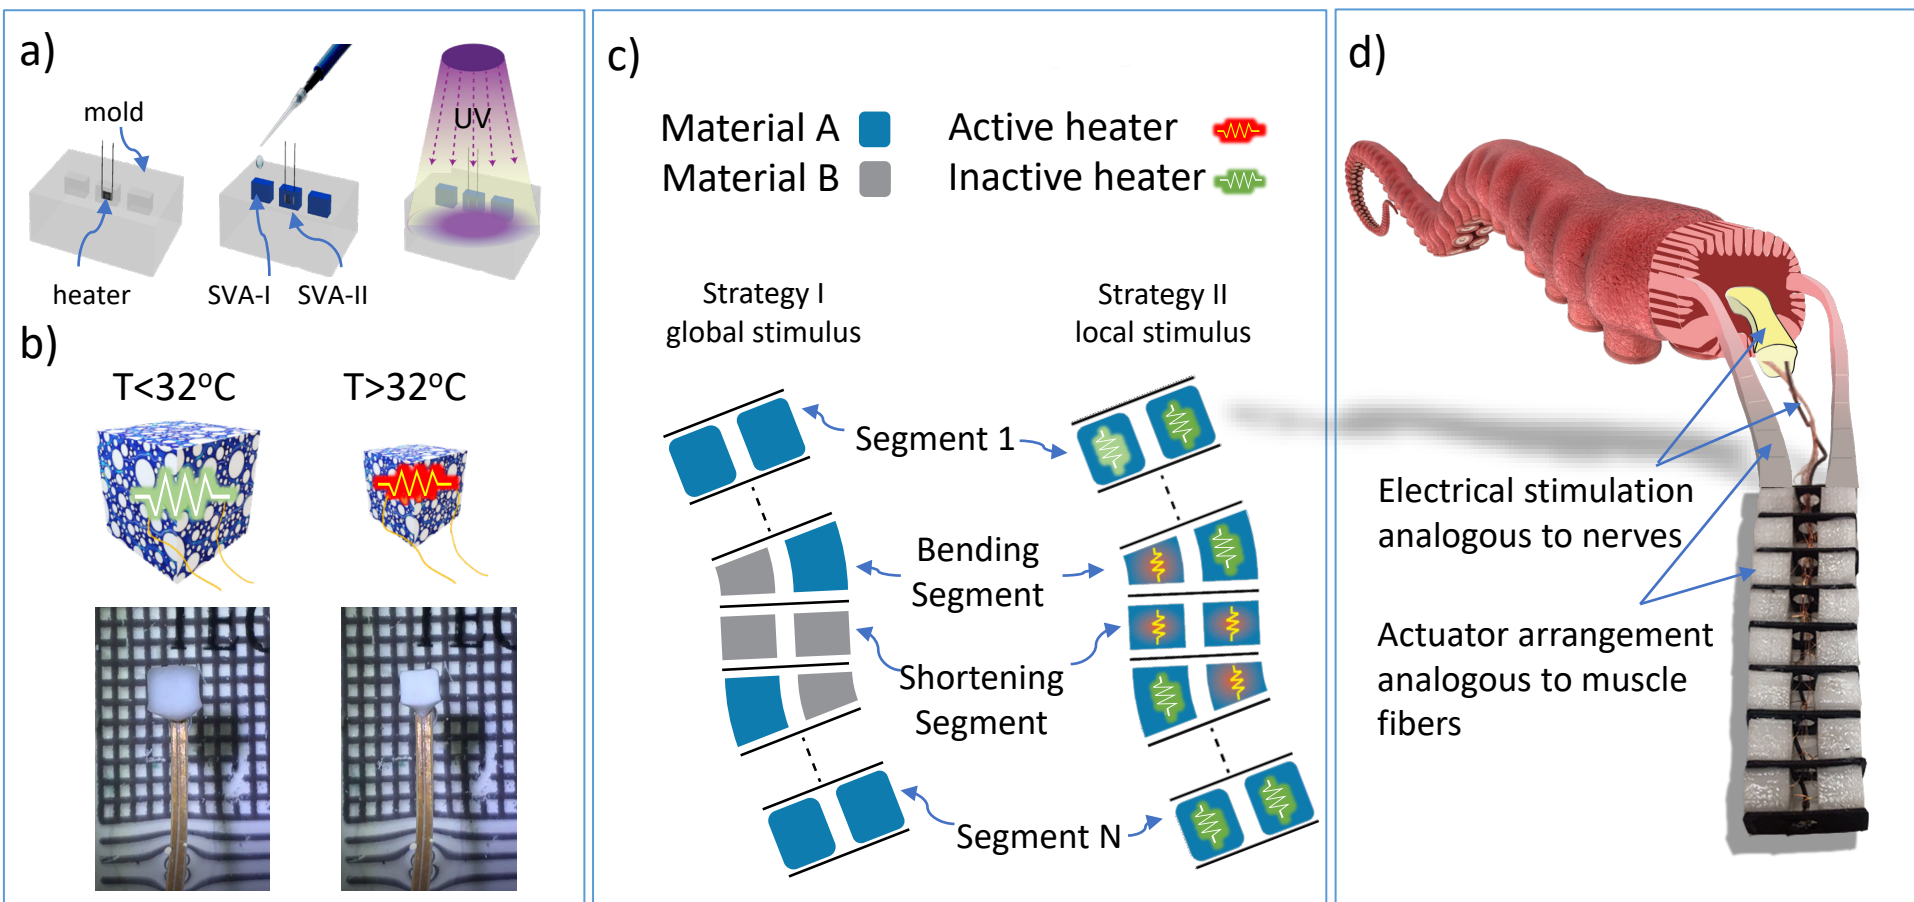 a)
mold
UV
heater
SVA-I
SVA-II
b)
T<32°C
T>32°C
c)
Material A
Material B
Active heater
Inactive heater
Strategy I
global stimulus
Strategy II
local stimulus
Segment 1
Bending
Segment
Shortening
Segment
Segment N
d)
Electrical stimulation
analogous to nerves
Actuator arrangement
analogous to muscle
fibers